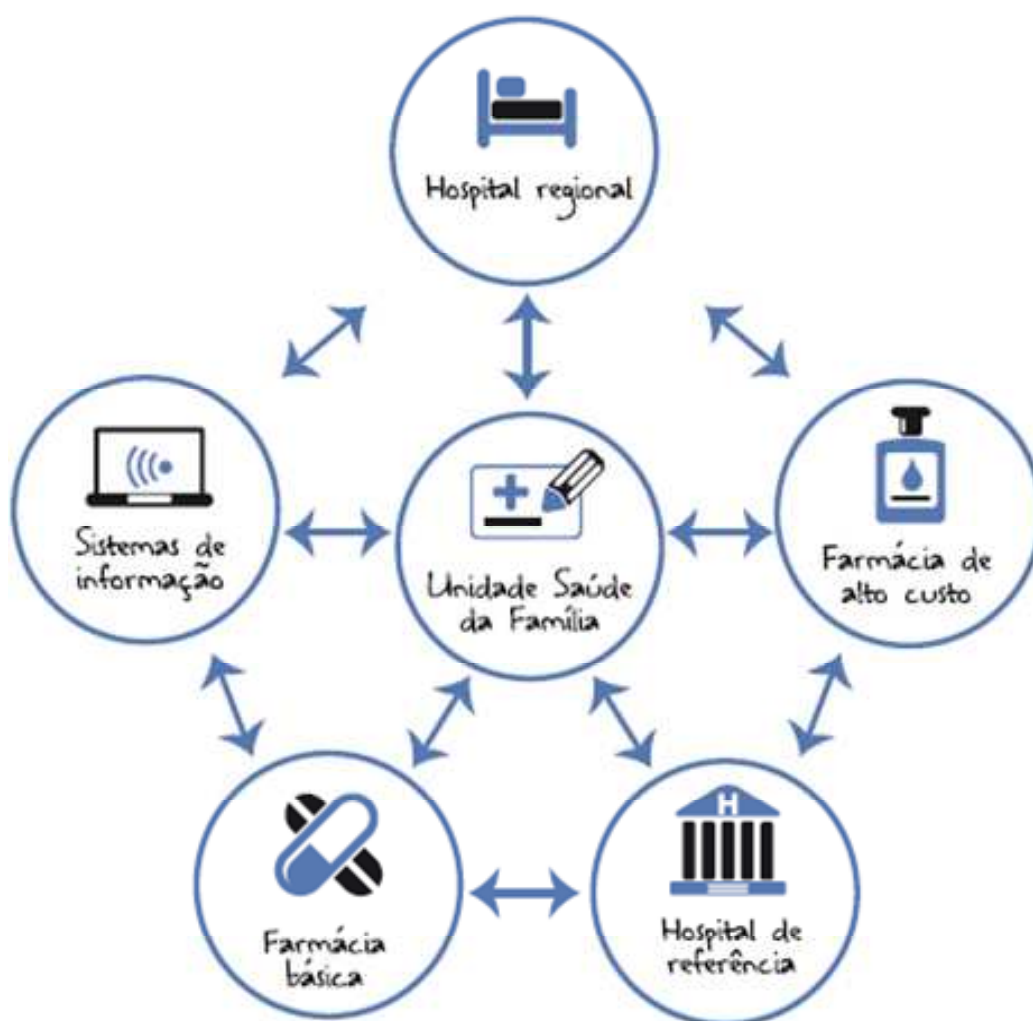 Hospital regional
Sistemas de
informação
Unidade Saúde
da Família
Farmácia de
alto custo
Farmácia
básica
H
Hospital de
referência